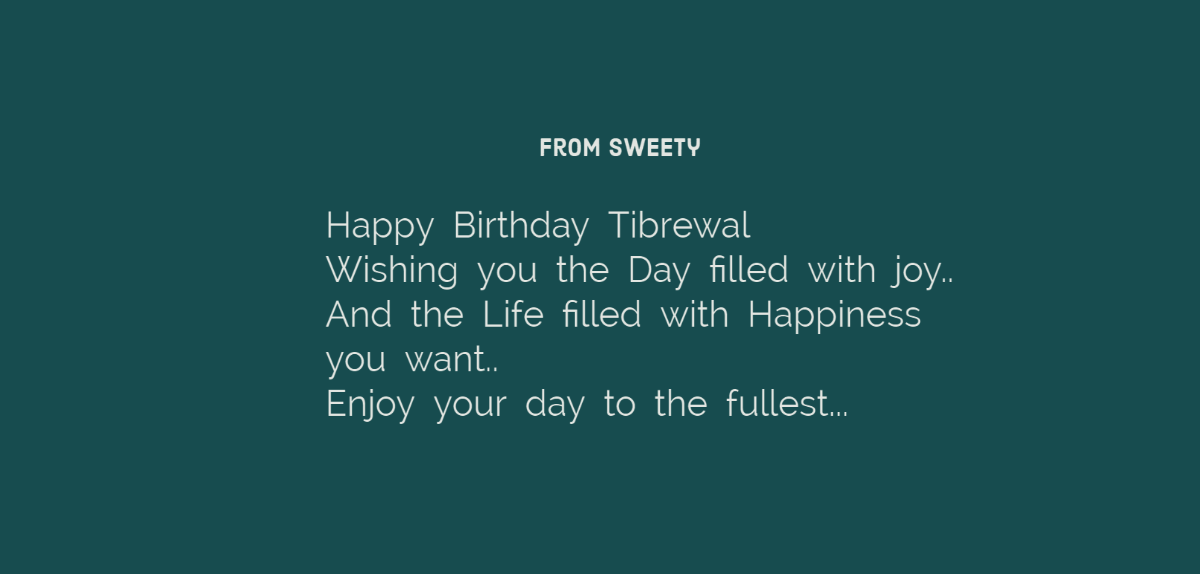 FROM SWEETY
Happy Birthday Tibrewal
Wishing you the Day filled with joy..
And the Life filled with Happiness
you want..
Enjoy your day to the fullest...